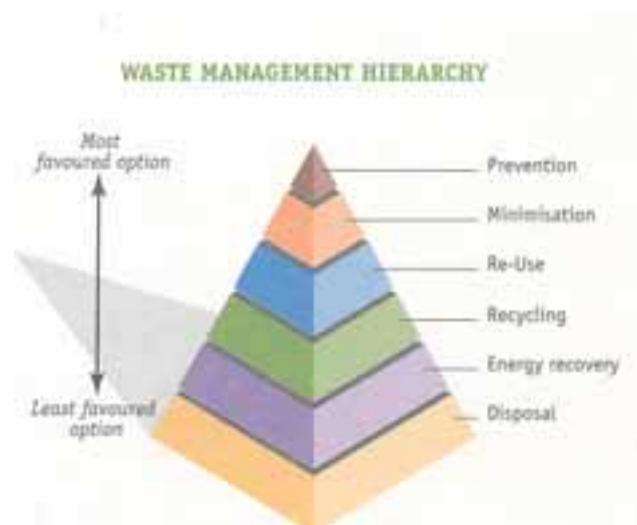 WASTE MANAGEMENT HIERARCHY
Most
favoured option
Prevention
Minimisation
Re-Use
Recycling
Energy recovery
Least favoured
option
Disposal